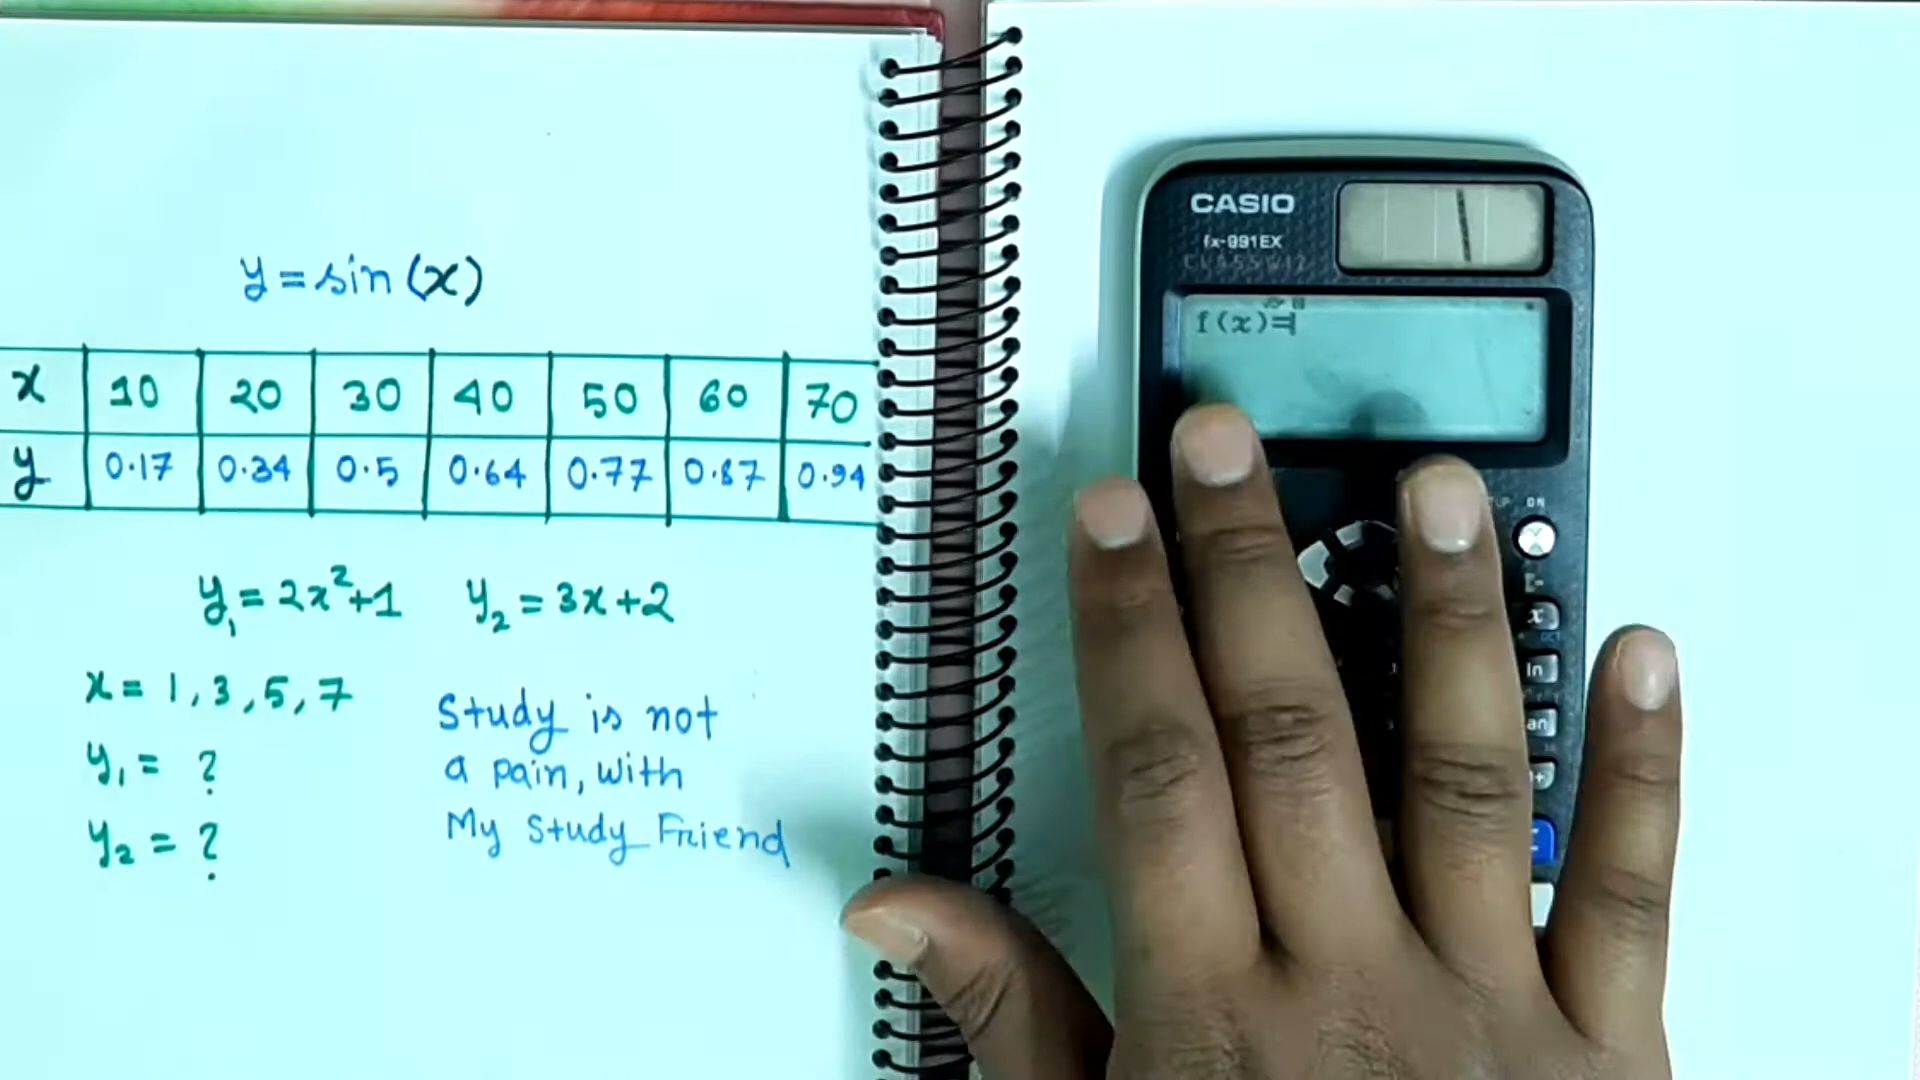 y = sin (x)
x 10 20 30 40 50 60 70
y 0.17 0.34 0.5 0.64 0.77 0.87 0.94
y₁ = 2x²+1 y₂ = 3x+2
x = 1, 3, 5, 7
y₁ = ?
y₂ = ?
Study is not
a pain, with
My Study Friend
CASIO
fx-991EX
CLASSWIZ
f(x)=
ON
x
ln